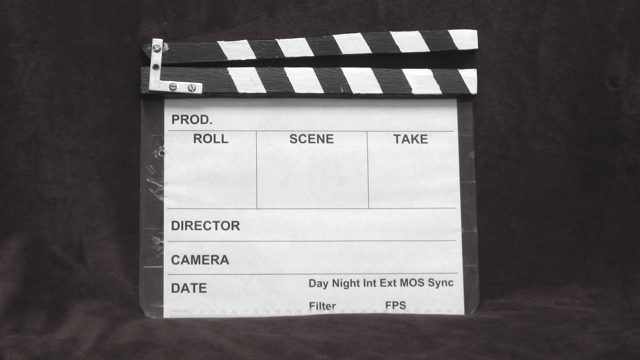 PROD.
ROLL SCENE TAKE
DIRECTOR
CAMERA
DATE Day Night Int Ext MOS Sync
Filter FPS